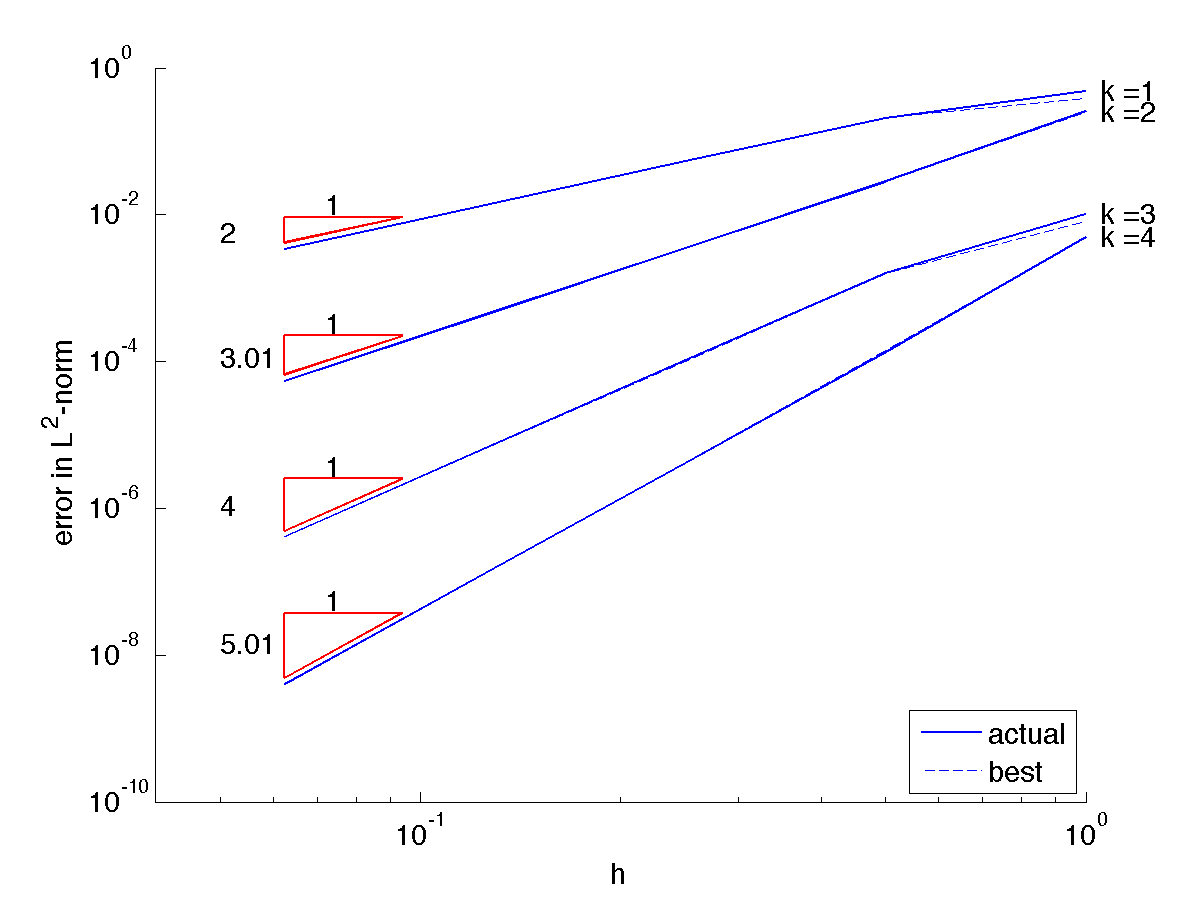 10^0
k =1
k =2
10^-2
1
2
k =3
k =4
1
3.01
10^-4
error in L^2-norm
1
4
10^-6
1
5.01
10^-8
actual
best
10^-10
10^-1
10^0
h